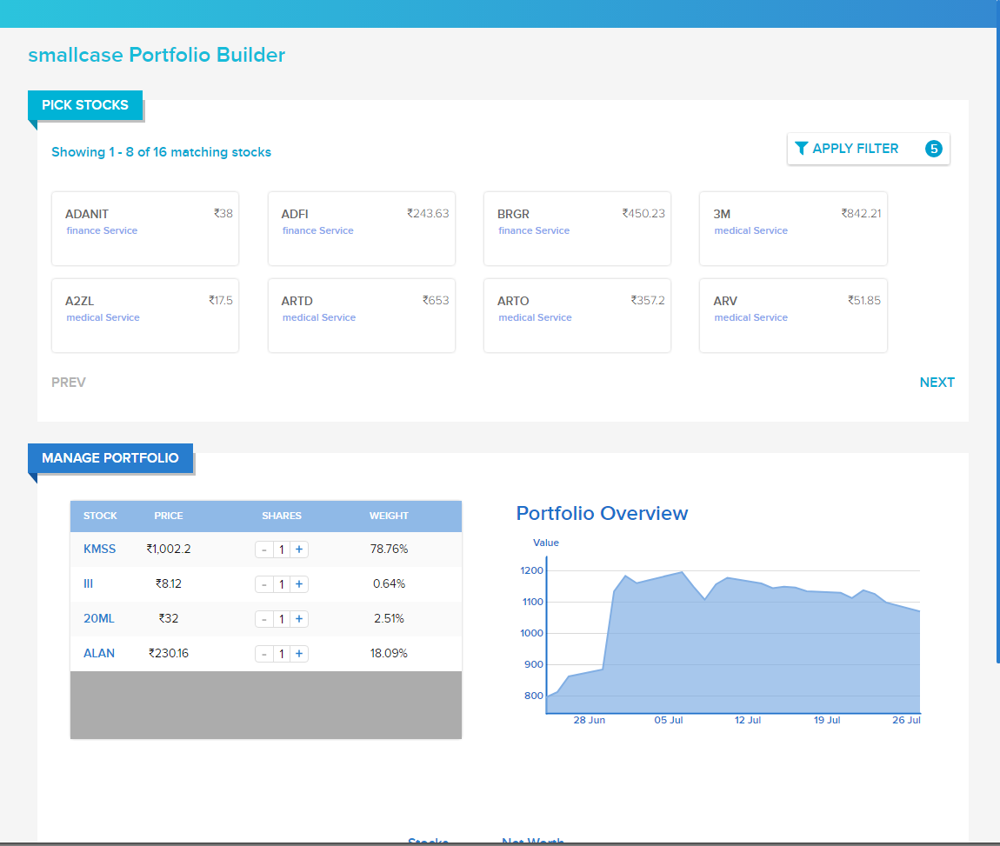 smallcase Portfolio Builder
PICK STOCKS
Showing 1 - 8 of 16 matching stocks
APPLY FILTER 5
ADANIT ₹38
finance Service
ADFI ₹243.63
finance Service
BRGR ₹450.23
finance Service
3M ₹842.21
medical Service
A2ZL ₹17.5
medical Service
ARTD ₹653
medical Service
ARTO ₹357.2
medical Service
ARV ₹51.85
medical Service
PREV NEXT
MANAGE PORTFOLIO
STOCK PRICE SHARES WEIGHT
KMSS ₹1,002.2 - 1 + 78.76%
III ₹8.12 - 1 + 0.64%
20ML ₹32 - 1 + 2.51%
ALAN ₹230.16 - 1 + 18.09%
Portfolio Overview
Value
1200
1100
1000
900
800
28 Jun 05 Jul 12 Jul 19 Jul 26 Jul
Stocks Net Worth